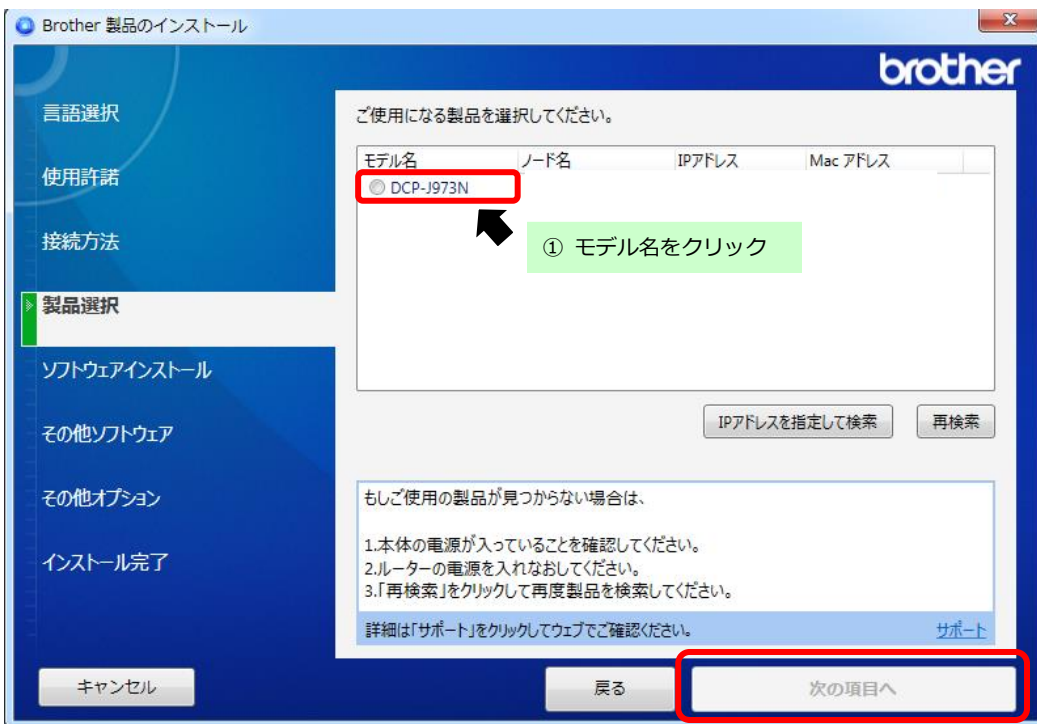 Brother 製品のインストール
x
brother
言語選択
使用許諾
接続方法
製品選択
ソフトウェアインストール
その他ソフトウェア
その他オプション
インストール完了
ご使用になる製品を選択してください。
モデル名 ノード名 IPアドレス Mac アドレス
DCP-J973N
① モデル名をクリック
IPアドレスを指定して検索 再検索
もしご使用の製品が見つからない場合は、
1.本体の電源が入っていることを確認してください。
2.ルーターの電源を入れなおしてください。
3.「再検索」をクリックして再度製品を検索してください。
詳細は「サポート」をクリックしてウェブでご確認ください。 サポート
キャンセル 戻る 次の項目へ